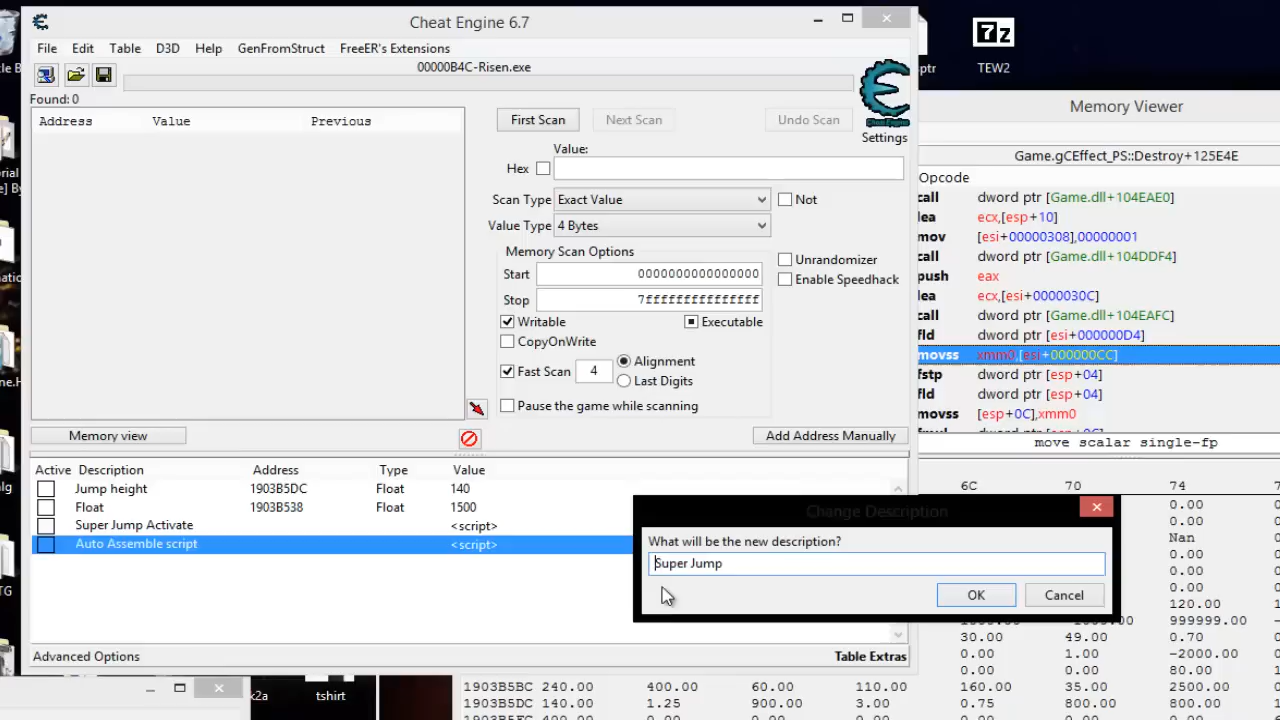 Cheat Engine 6.7
File Edit Table D3D Help GenFromStruct FreeER's Extensions
00000B4C-Risen.exe
Found: 0
Address Value Previous
First Scan Next Scan Undo Scan
Cheat Engine
Settings
Value:
Hex
Scan Type Exact Value Not
Value Type 4 Bytes
Memory Scan Options
Start 0000000000000000
Stop 7fffffffffffffff
Unrandomizer
Enable Speedhack
Writable Executable
CopyOnWrite
Fast Scan 4 Alignment
Last Digits
Pause the game while scanning
Memory view
Add Address Manually
Active Description Address Type Value
Jump height 1903B5DC Float 140
Float 1903B538 Float 1500
Super Jump Activate <script>
Auto Assemble script <script>
Advanced Options Table Extras
Change Description
What will be the new description?
Super Jump
OK Cancel
7z
TEW2
ptr
Memory Viewer
Game.gCEffect_PS::Destroy+125E4E
Opcode
call dword ptr [Game.dll+104EAE0]
lea ecx,[esp+10]
mov [esi+00000308],00000001
call dword ptr [Game.dll+104DDF4]
push eax
lea ecx,[esi+0000030C]
call dword ptr [Game.dll+104EAFC]
fld dword ptr [esi+000000D4]
movss xmm0,[esi+000000CC]
fstp dword ptr [esp+04]
fld dword ptr [esp+04]
movss [esp+0C],xmm0
move scalar single-fp
6C 70 74
0.00
0.00
Nan
0.00
0.00
0.00
120.00
999999.00
30.00 49.00 0.70
0.00 1.00 -2000.00
0.00 0.00 80.00
1903B5BC 240.00 400.00 60.00 110.00 160.00 35.00 2500.00
1903B5DC 140.00 1.25 900.00 3.00 0.75 800.00 800.00
k2a
tshirt